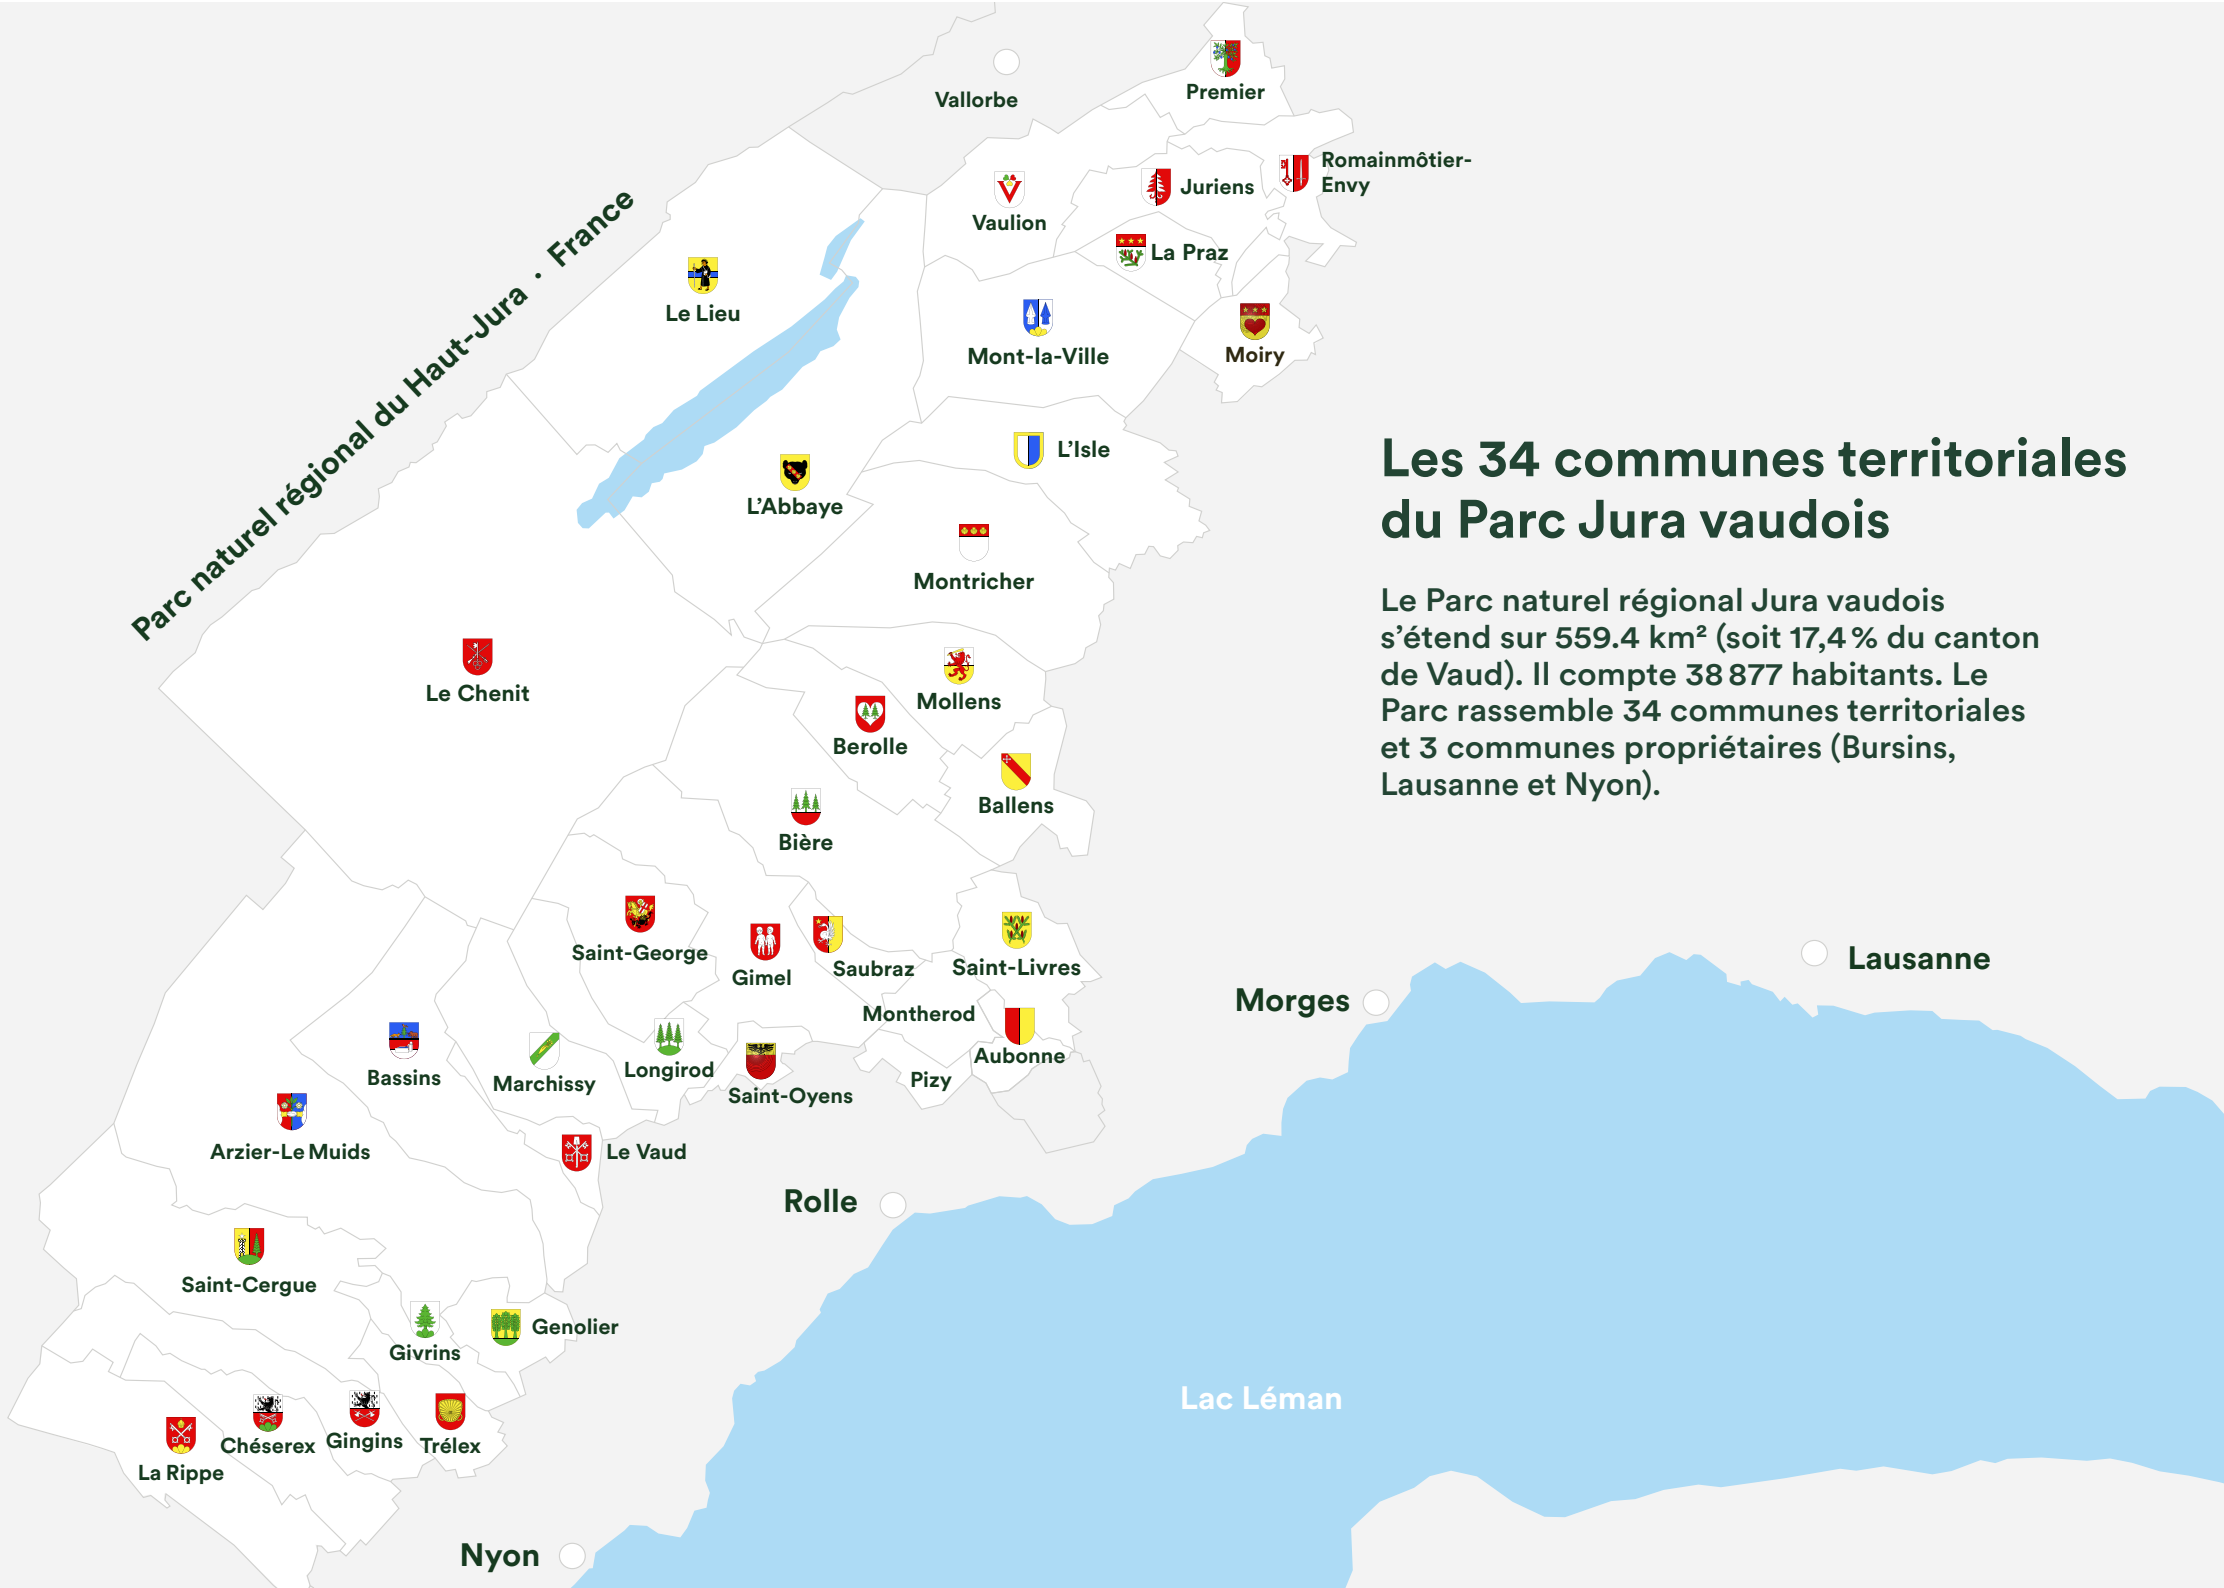 Vallorbe
Premier
Romainmôtier-
Envy
Juriens
Vaulion
La Praz
Parc naturel régional du Haut-Jura · France
Le Lieu
Mont-la-Ville
Moiry
L’Isle
L’Abbaye
Montricher
Les 34 communes territoriales
du Parc Jura vaudois
Le Parc naturel régional Jura vaudois
s’étend sur 559.4 km² (soit 17,4 % du canton
de Vaud). Il compte 38 877 habitants. Le
Parc rassemble 34 communes territoriales
et 3 communes propriétaires (Bursins,
Lausanne et Nyon).
Le Chenit
Mollens
Berolle
Ballens
Bière
Saint-George
Gimel
Saubraz
Saint-Livres
Lausanne
Morges
Montherod
Aubonne
Pizy
Bassins
Marchissy
Longirod
Saint-Oyens
Arzier-Le Muids
Le Vaud
Rolle
Saint-Cergue
Genolier
Givrins
Lac Léman
Chéserex
Gingins
Trélex
La Rippe
Nyon